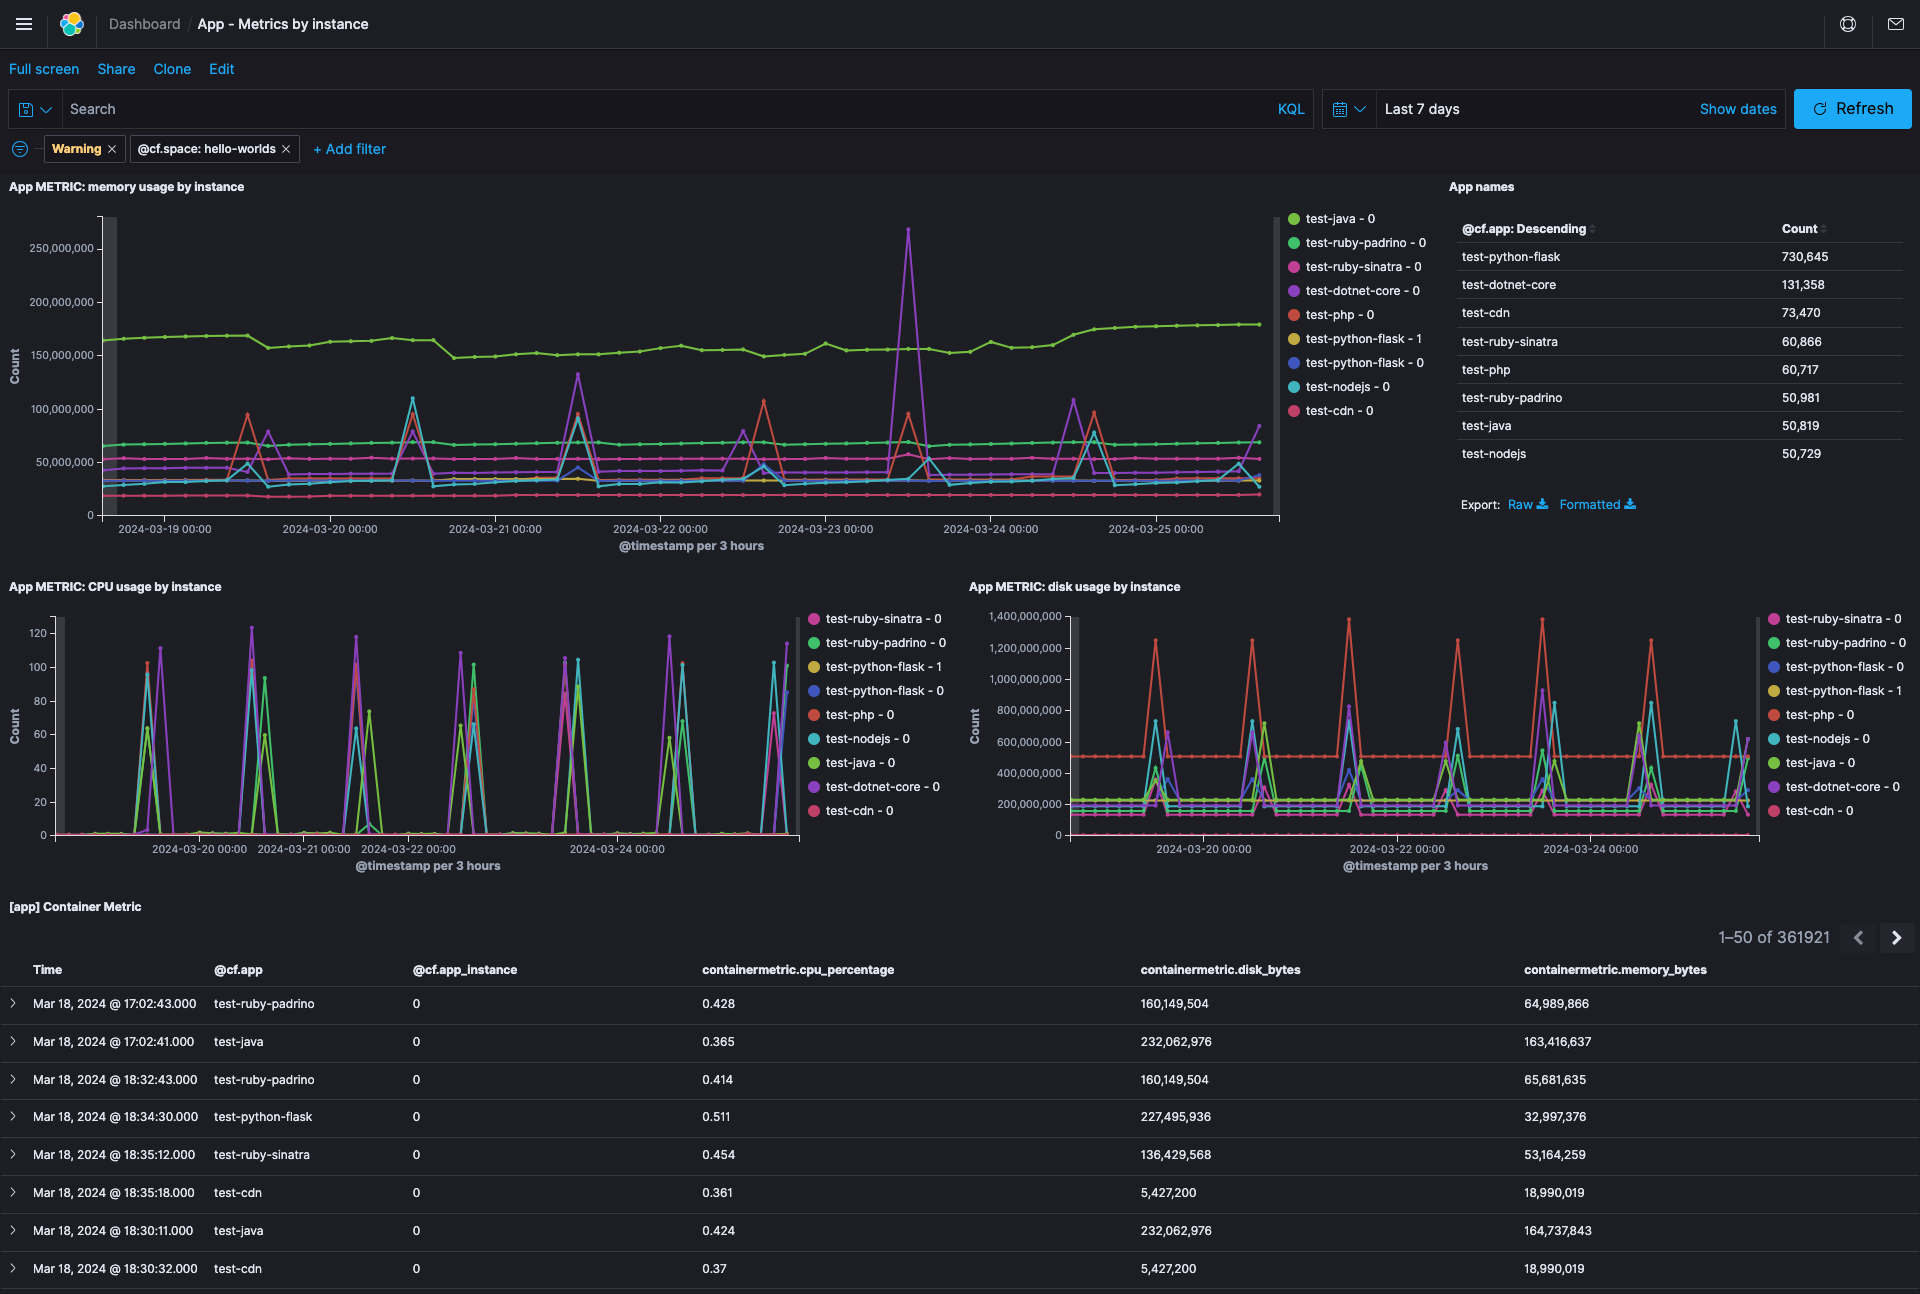 Dashboard / App - Metrics by instance
Full screen Share Clone Edit
Search KQL Last 7 days Show dates Refresh
Warning × @cf.space: hello-worlds × + Add filter
App METRIC: memory usage by instance
Count
250,000,000
200,000,000
150,000,000
100,000,000
50,000,000
0
2024-03-19 00:00 2024-03-20 00:00 2024-03-21 00:00 2024-03-22 00:00 2024-03-23 00:00 2024-03-24 00:00 2024-03-25 00:00
@timestamp per 3 hours
test-java - 0
test-ruby-padrino - 0
test-ruby-sinatra - 0
test-dotnet-core - 0
test-php - 0
test-python-flask - 1
test-python-flask - 0
test-nodejs - 0
test-cdn - 0
App names
@cf.app: Descending Count
test-python-flask 730,645
test-dotnet-core 131,358
test-cdn 73,470
test-ruby-sinatra 60,866
test-php 60,717
test-ruby-padrino 50,981
test-java 50,819
test-nodejs 50,729
Export: Raw Formatted
App METRIC: CPU usage by instance
Count
120
100
80
60
40
20
0
2024-03-20 00:00 2024-03-21 00:00 2024-03-22 00:00 2024-03-24 00:00
@timestamp per 3 hours
test-ruby-sinatra - 0
test-ruby-padrino - 0
test-python-flask - 1
test-python-flask - 0
test-php - 0
test-nodejs - 0
test-java - 0
test-dotnet-core - 0
test-cdn - 0
App METRIC: disk usage by instance
Count
1,400,000,000
1,200,000,000
1,000,000,000
800,000,000
600,000,000
400,000,000
200,000,000
0
2024-03-20 00:00 2024-03-22 00:00 2024-03-24 00:00
@timestamp per 3 hours
test-ruby-sinatra - 0
test-ruby-padrino - 0
test-python-flask - 0
test-python-flask - 1
test-php - 0
test-nodejs - 0
test-java - 0
test-dotnet-core - 0
test-cdn - 0
[app] Container Metric
1–50 of 361921
Time @cf.app @cf.app_instance containermetric.cpu_percentage containermetric.disk_bytes containermetric.memory_bytes
Mar 18, 2024 @ 17:02:43.000 test-ruby-padrino 0 0.428 160,149,504 64,989,866
Mar 18, 2024 @ 17:02:41.000 test-java 0 0.365 232,062,976 163,416,637
Mar 18, 2024 @ 18:32:43.000 test-ruby-padrino 0 0.414 160,149,504 65,681,635
Mar 18, 2024 @ 18:34:30.000 test-python-flask 0 0.511 227,495,936 32,997,376
Mar 18, 2024 @ 18:35:12.000 test-ruby-sinatra 0 0.454 136,429,568 53,164,259
Mar 18, 2024 @ 18:35:18.000 test-cdn 0 0.361 5,427,200 18,990,019
Mar 18, 2024 @ 18:30:11.000 test-java 0 0.424 232,062,976 164,737,843
Mar 18, 2024 @ 18:30:32.000 test-cdn 0 0.37 5,427,200 18,990,019